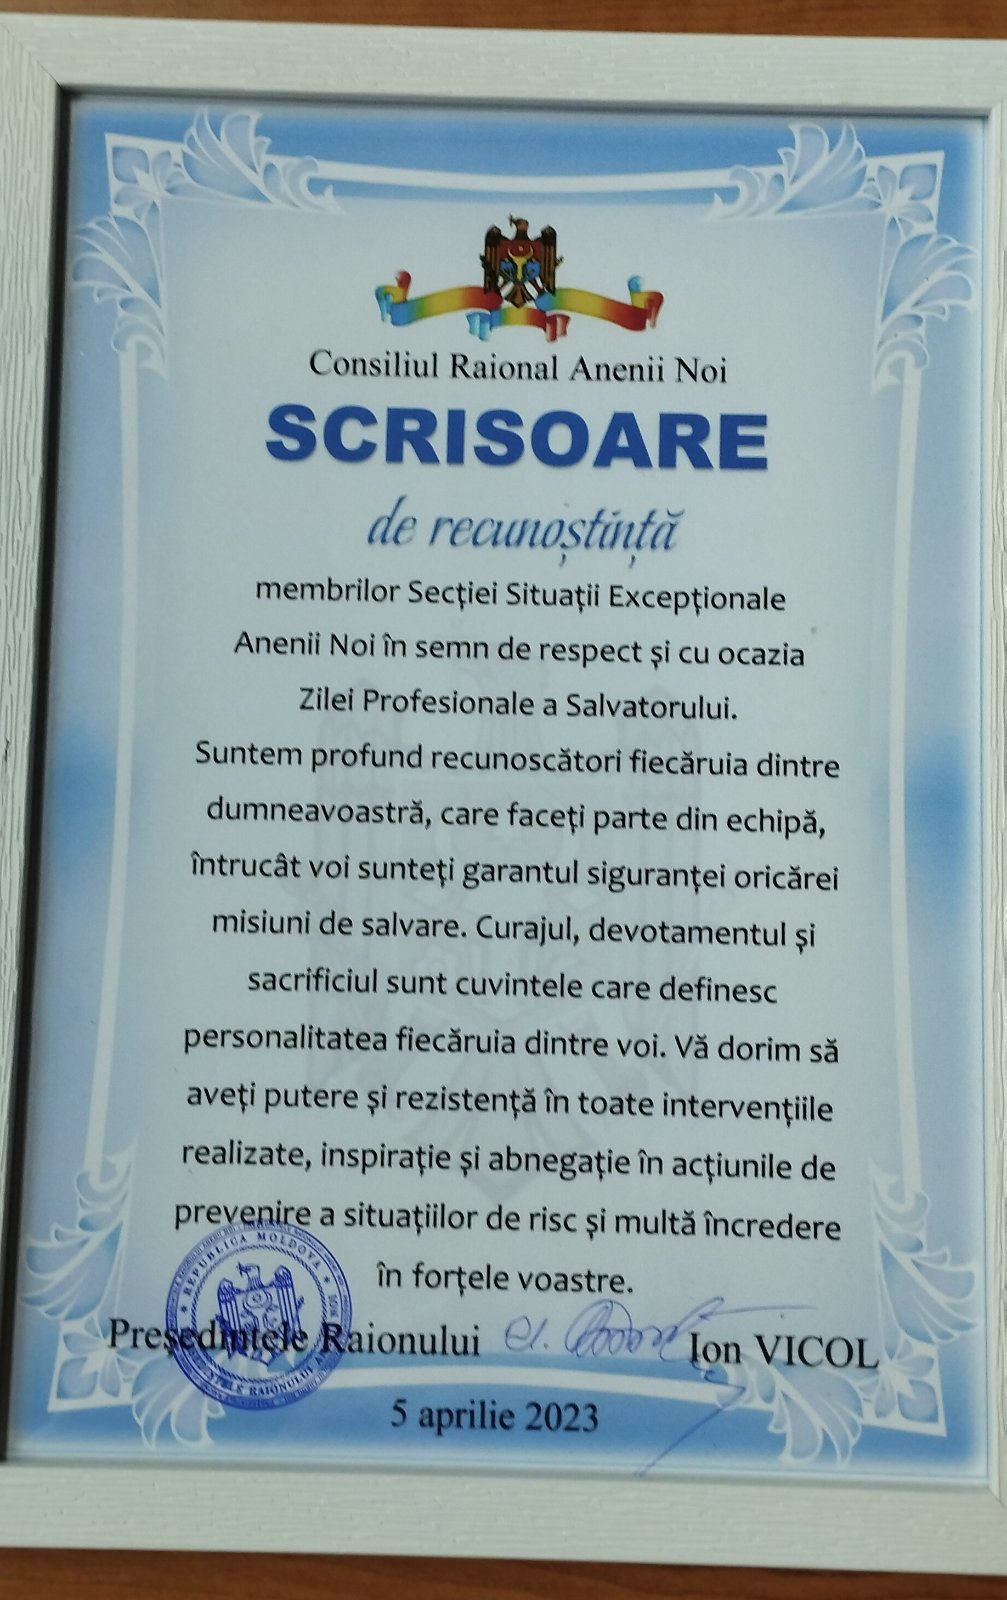 Consiliul Raional Anenii Noi
SCRISOARE
de recunoștință
membrilor Secției Situații Excepționale
Anenii Noi în semn de respect și cu ocazia
Zilei Profesionale a Salvatorului.
Suntem profund recunoscători fiecăruia dintre
dumneavoastră, care faceți parte din echipă,
întrucât voi sunteți garantul siguranței oricărei
misiuni de salvare. Curajul, devotamentul și
sacrificiul sunt cuvintele care definesc
personalitatea fiecăruia dintre voi. Vă dorim să
aveți putere și rezistență în toate intervențiile
realizate, inspirație și abnegație în acțiunile de
prevenire a situațiilor de risc și multă încredere
în forțele voastre.
REPUBLICA MOLDOVA
Președintele Raionului Ion VICOL
5 aprilie 2023